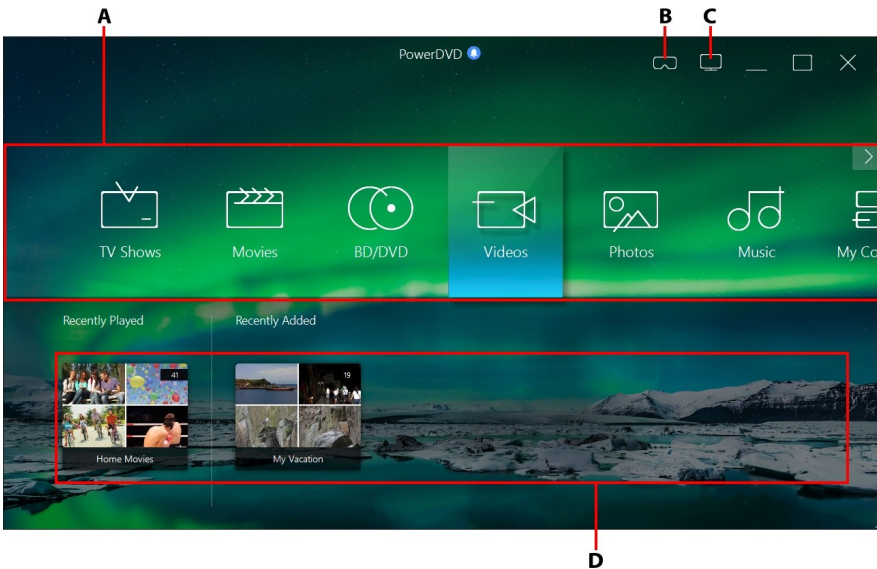 A B C
PowerDVD
TV Shows Movies BD/DVD Videos Photos Music My Co
Recently Played Recently Added
41 19
Home Movies My Vacation
D